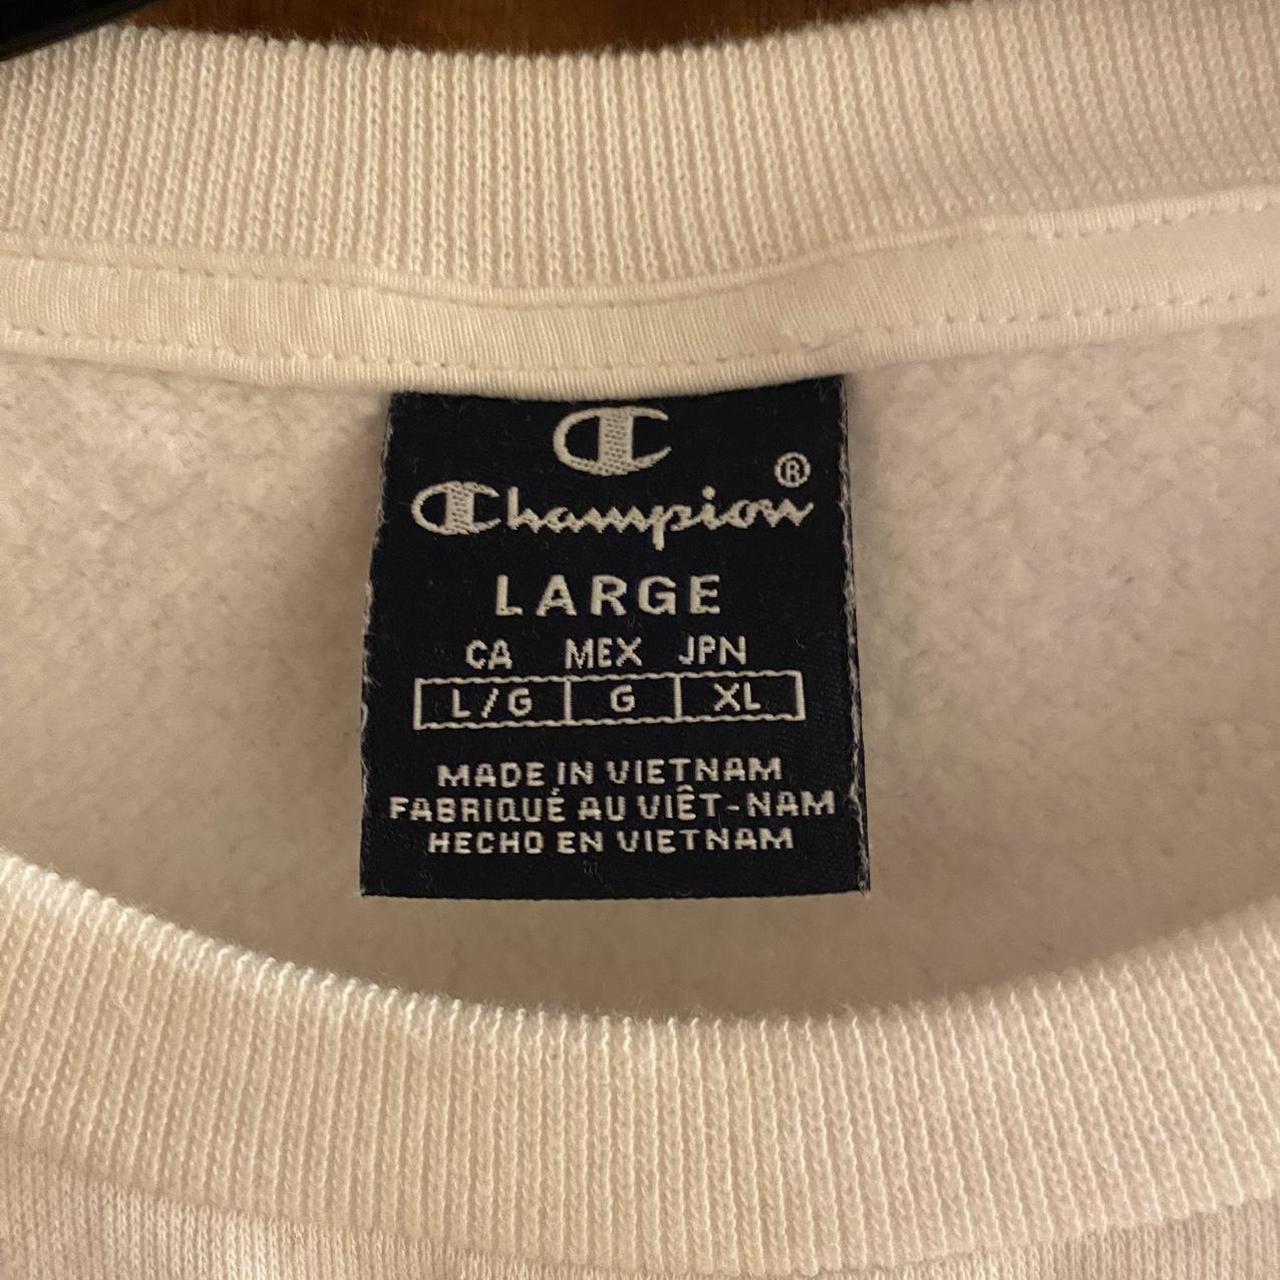 Champion®
LARGE
CA MEX JPN
L/G G XL
MADE IN VIETNAM
FABRIQUÉ AU VIÊT-NAM
HECHO EN VIETNAM